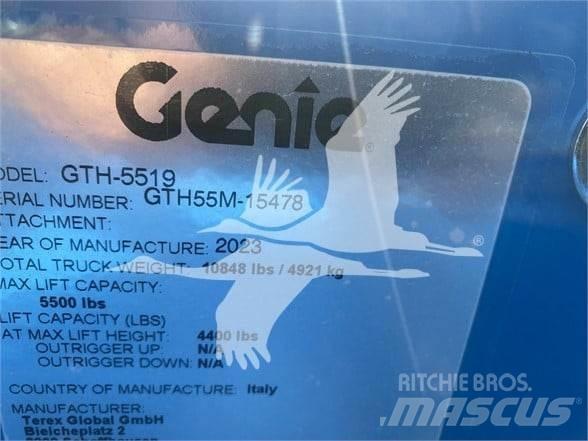 Genie
ODEL: GTH-5519
ERIAL NUMBER: GTH55M-15478
TTACHMENT:
EAR OF MANUFACTURE: 2023
OTAL TRUCK WEIGHT: 10848 lbs / 4921 kg
MAX LIFT CAPACITY:
5500 lbs
LIFT CAPACITY (LBS)
AT MAX LIFT HEIGHT: 4400 lbs
OUTRIGGER UP: N/A
OUTRIGGER DOWN: N/A
COUNTRY OF MANUFACTURE: Italy
MANUFACTURER:
Terex Global GmbH
Bleicheplatz 2
RITCHIE BROS.
MASCUS